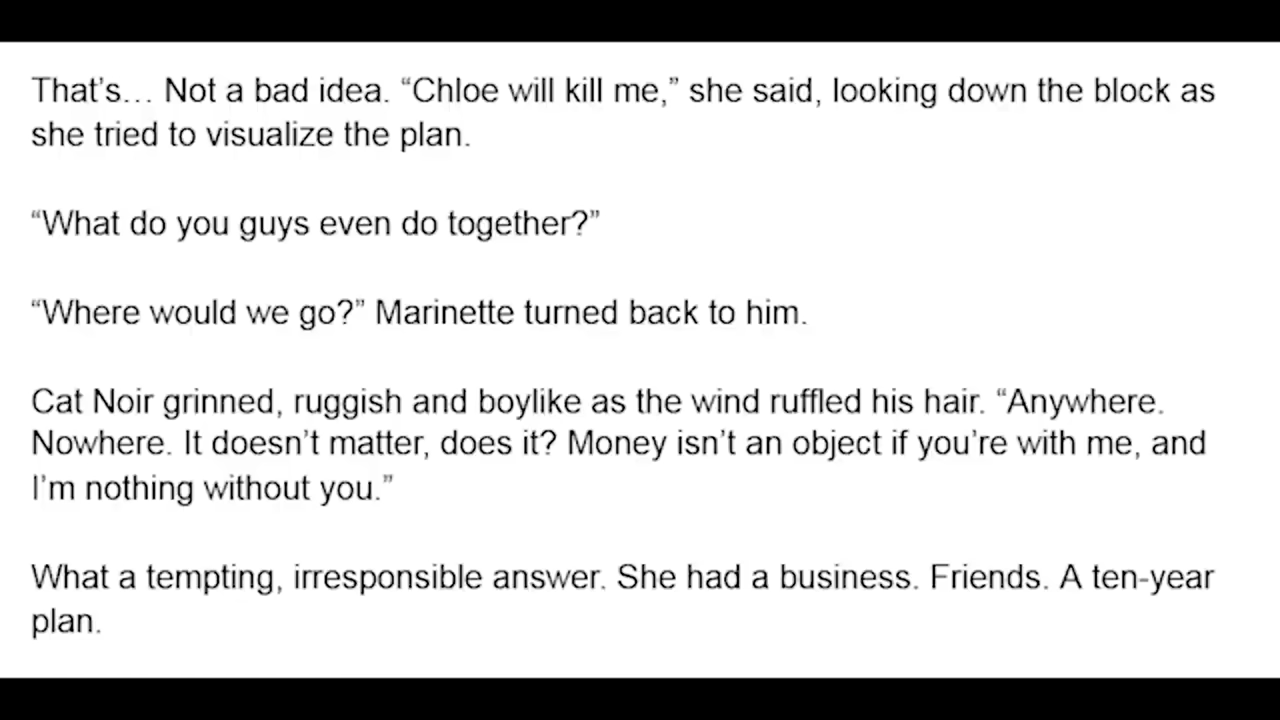 That’s… Not a bad idea. “Chloe will kill me,” she said, looking down the block as
she tried to visualize the plan.
“What do you guys even do together?”
“Where would we go?” Marinette turned back to him.
Cat Noir grinned, ruggish and boylike as the wind ruffled his hair. “Anywhere.
Nowhere. It doesn’t matter, does it? Money isn’t an object if you’re with me, and
I’m nothing without you.”
What a tempting, irresponsible answer. She had a business. Friends. A ten-year
plan.